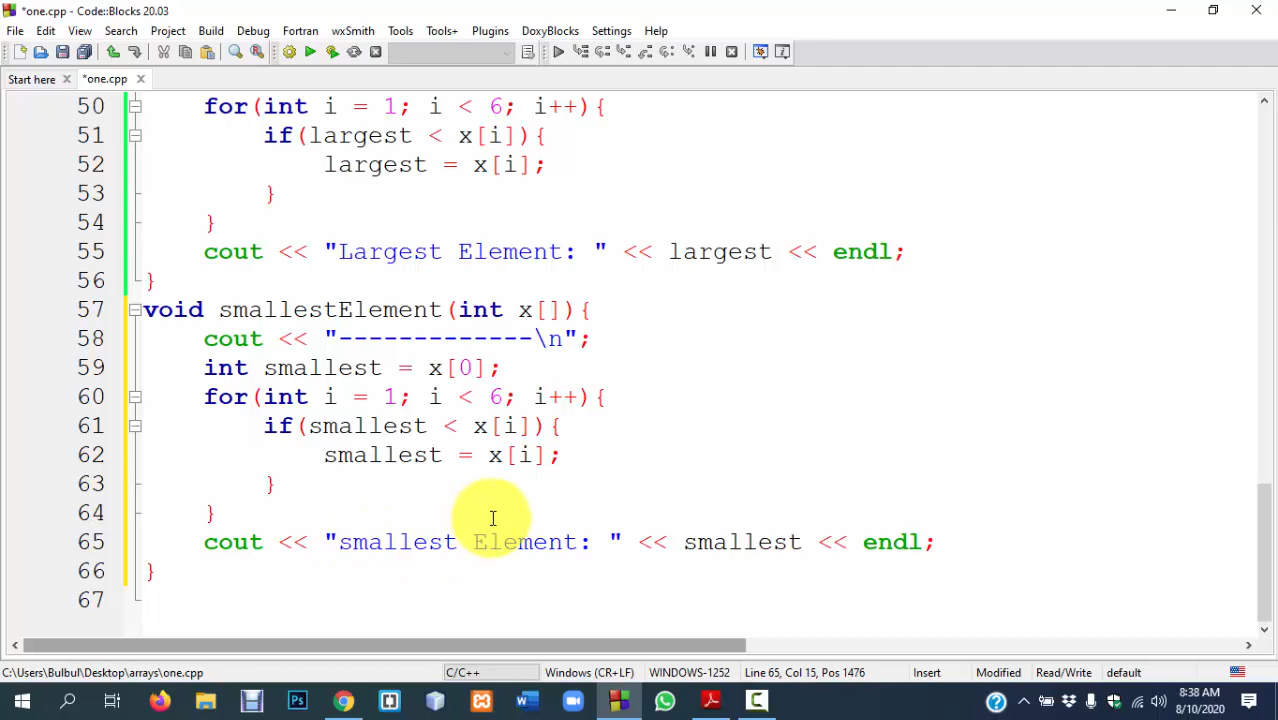 *one.cpp - Code::Blocks 20.03
File Edit View Search Project Build Debug Fortran wxSmith Tools Tools+ Plugins DoxyBlocks Settings Help
Start here *one.cpp
50 for(int i = 1; i < 6; i++){
51 if(largest < x[i]){
52 largest = x[i];
53 }
54 }
55 cout << "Largest Element: " << largest << endl;
56 }
57 void smallestElement(int x[]){
58 cout << "-------------\n";
59 int smallest = x[0];
60 for(int i = 1; i < 6; i++){
61 if(smallest < x[i]){
62 smallest = x[i];
63 }
64 }
65 cout << "smallest Element: " << smallest << endl;
66 }
67
C:\Users\Bulbul\Desktop\arrays\one.cpp C/C++ Windows (CR+LF) WINDOWS-1252 Line 65, Col 15, Pos 1476 Insert Modified Read/Write default
8:38 AM
8/10/2020